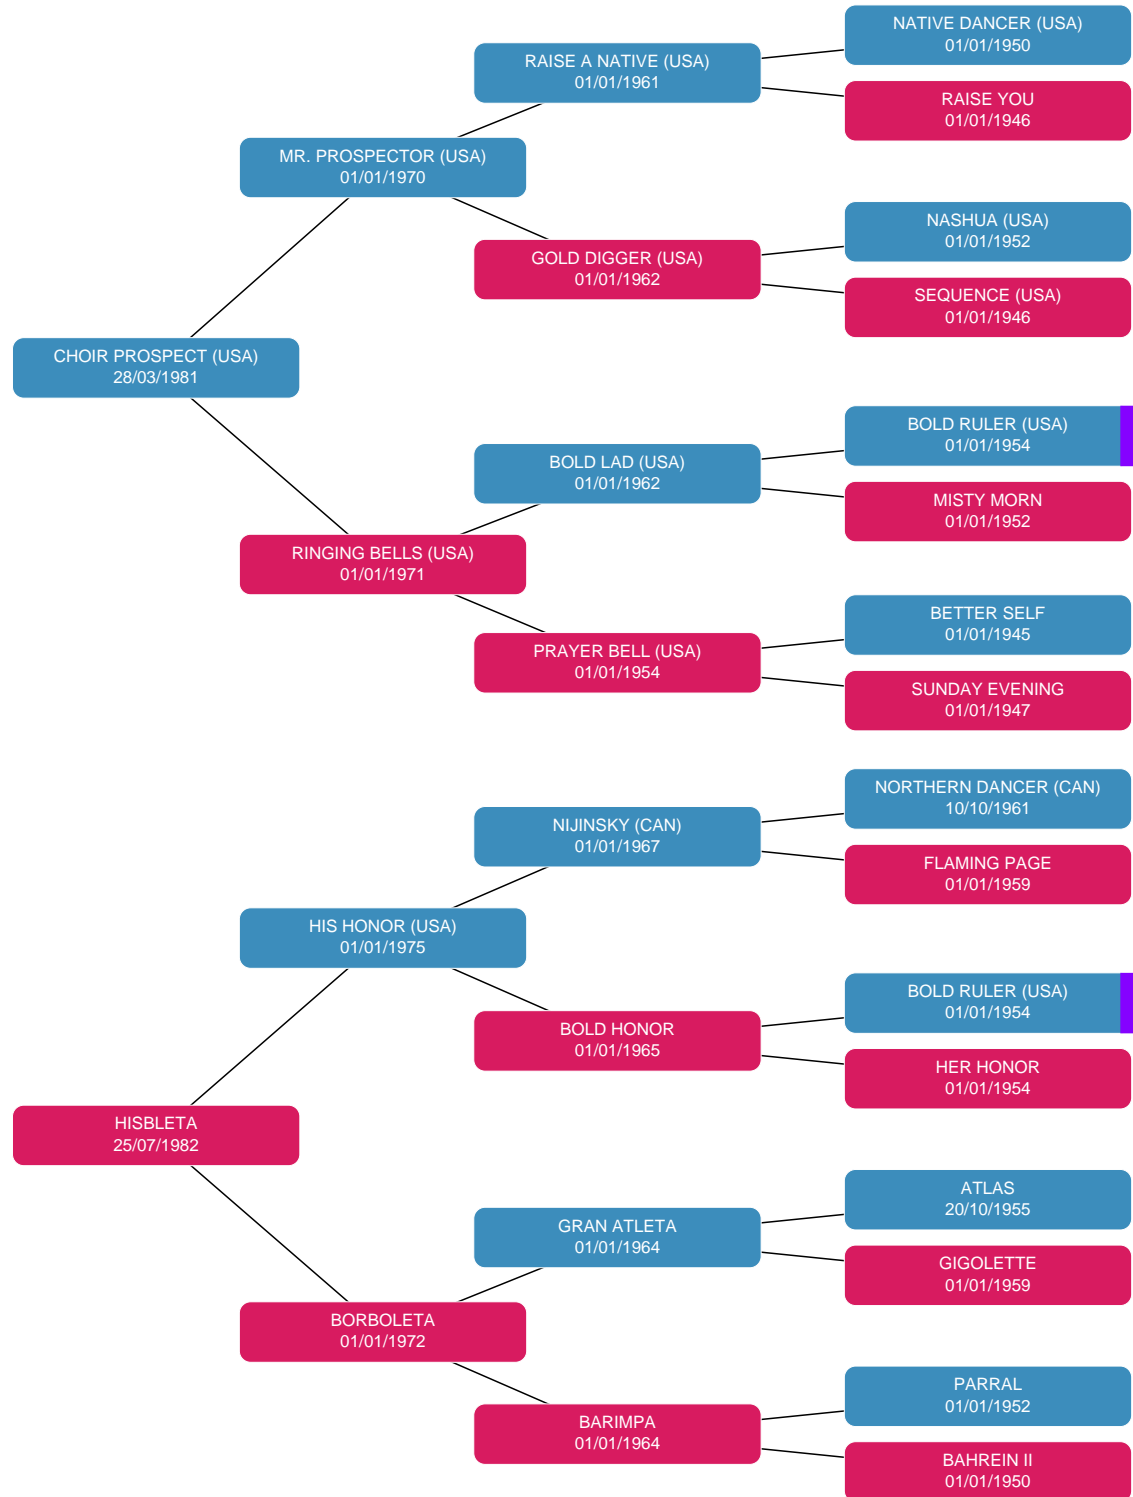 NATIVE DANCER (USA)
01/01/1950
RAISE A NATIVE (USA)
01/01/1961
RAISE YOU
01/01/1946
MR. PROSPECTOR (USA)
01/01/1970
NASHUA (USA)
01/01/1952
GOLD DIGGER (USA)
01/01/1962
SEQUENCE (USA)
01/01/1946
CHOIR PROSPECT (USA)
28/03/1981
BOLD RULER (USA)
01/01/1954
BOLD LAD (USA)
01/01/1962
MISTY MORN
01/01/1952
RINGING BELLS (USA)
01/01/1971
BETTER SELF
01/01/1945
PRAYER BELL (USA)
01/01/1954
SUNDAY EVENING
01/01/1947
NORTHERN DANCER (CAN)
10/10/1961
NIJINSKY (CAN)
01/01/1967
FLAMING PAGE
01/01/1959
HIS HONOR (USA)
01/01/1975
BOLD RULER (USA)
01/01/1954
BOLD HONOR
01/01/1965
HER HONOR
01/01/1954
HISBLETA
25/07/1982
ATLAS
20/10/1955
GRAN ATLETA
01/01/1964
GIGOLETTE
01/01/1959
BORBOLETA
01/01/1972
PARRAL
01/01/1952
BARIMPA
01/01/1964
BAHREIN II
01/01/1950